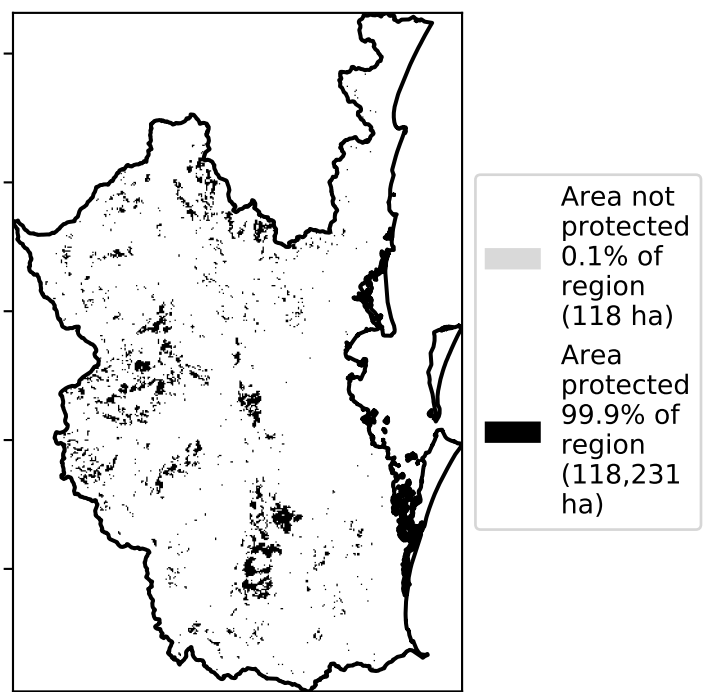 Area not
protected
0.1% of
region
(118 ha)
Area
protected
99.9% of
region
(118,231
ha)